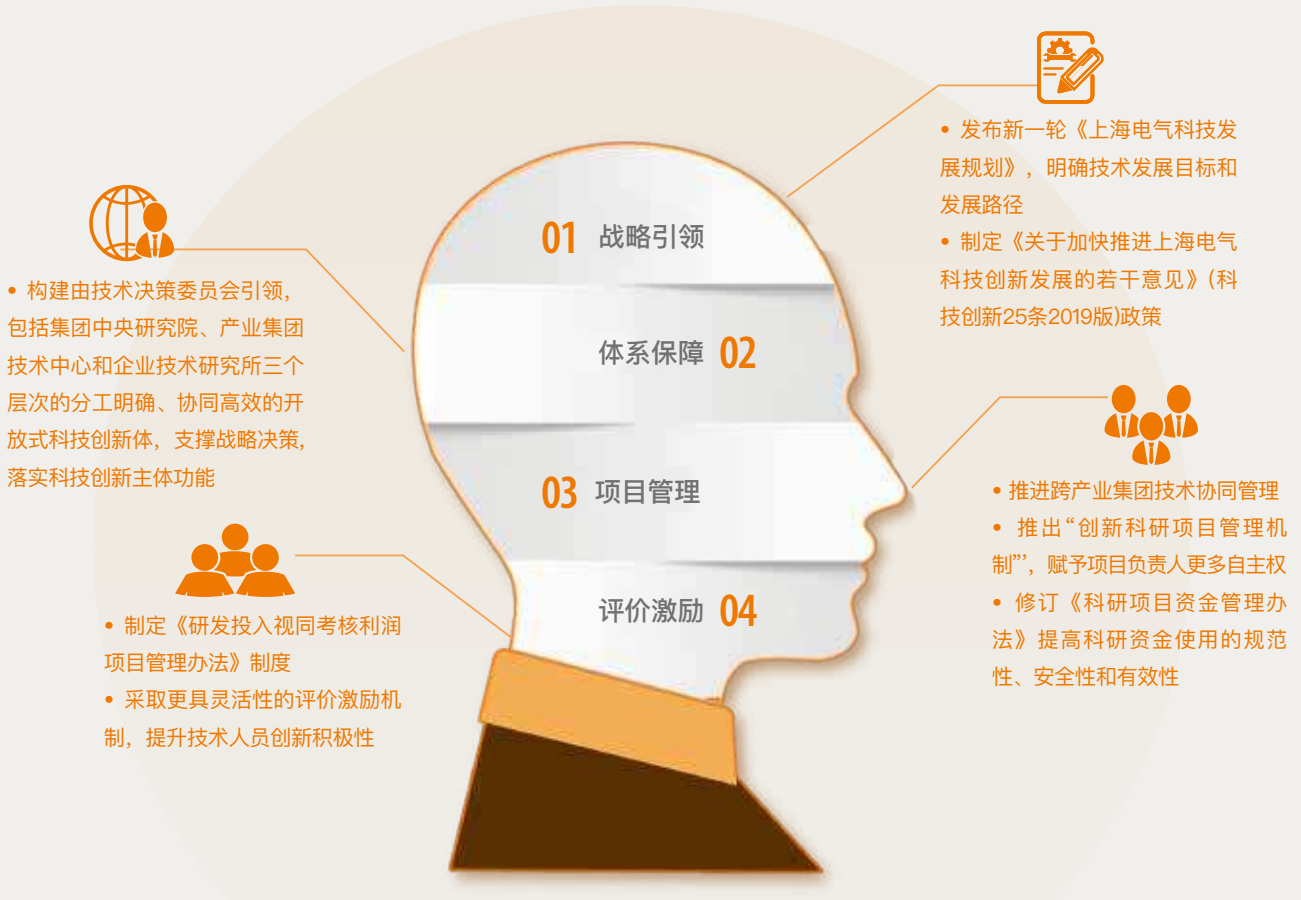 01 战略引领
体系保障 02
03 项目管理
评价激励 04
• 发布新一轮《上海电气科技发
展规划》，明确技术发展目标和
发展路径
• 制定《关于加快推进上海电气
科技创新发展的若干意见》(科
技创新25条2019版)政策
• 构建由技术决策委员会引领，
包括集团中央研究院、产业集团
技术中心和企业技术研究所三个
层次的分工明确、协同高效的开
放式科技创新体，支撑战略决策，
落实科技创新主体功能
• 推进跨产业集团技术协同管理
• 推出“创新科研项目管理机
制”’，赋予项目负责人更多自主权
• 修订《科研项目资金管理办
法》提高科研资金使用的规范
性、安全性和有效性
• 制定《研发投入视同考核利润
项目管理办法》制度
• 采取更具灵活性的评价激励机
制，提升技术人员创新积极性